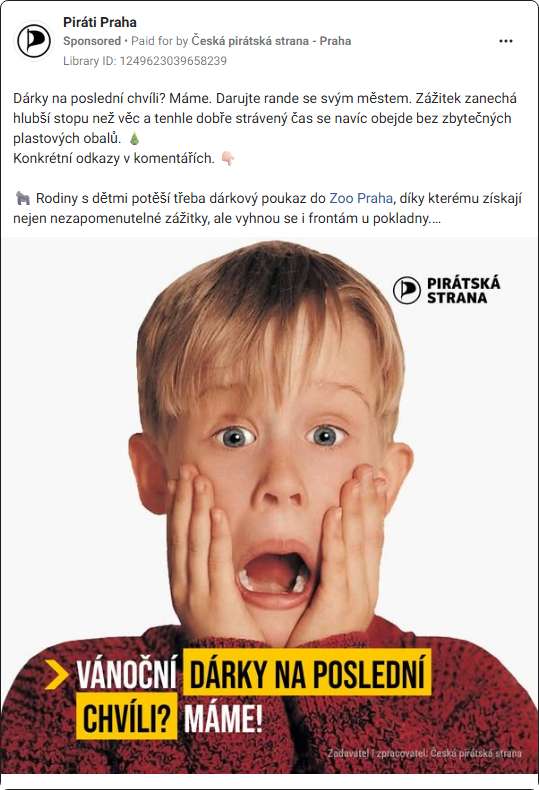 Piráti Praha
Sponsored • Paid for by Česká pirátská strana - Praha
Library ID: 1249623039658239
Dárky na poslední chvíli? Máme. Darujte rande se svým městem. Zážitek zanechá
hlubší stopu než věc a tenhle dobře strávený čas se navíc obejde bez zbytečných
plastových obalů. 🎄
Konkrétní odkazy v komentářích. 👇🏻
🦍 Rodiny s dětmi potěší třeba dárkový poukaz do Zoo Praha, díky kterému získají
nejen nezapomenutelné zážitky, ale vyhnou se i frontám u pokladny....
PIRÁTSKÁ
STRANA
VÁNOČNÍ DÁRKY NA POSLEDNÍ
CHVÍLI? MÁME!
Zadavatel i zpracovatel: Česká pirátská strana